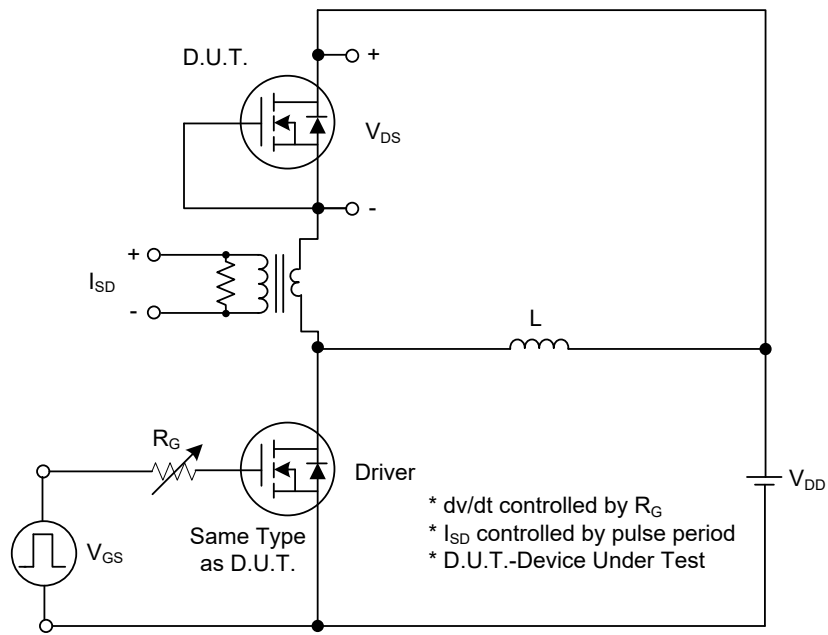 D.U.T.
+
VDS
-
+
ISD
-
L
RG
Driver
VDD
VGS
Same Type
as D.U.T.
* dv/dt controlled by RG
* ISD controlled by pulse period
* D.U.T.-Device Under Test